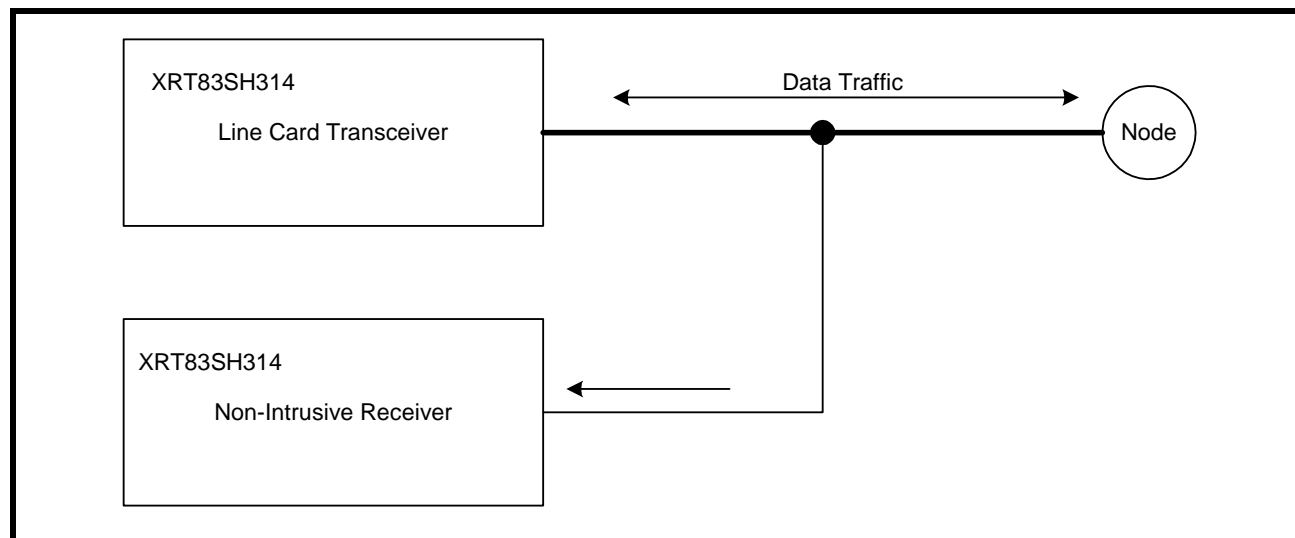 XRT83SH314
Line Card Transceiver
Data Traffic
Node
XRT83SH314
Non-Intrusive Receiver